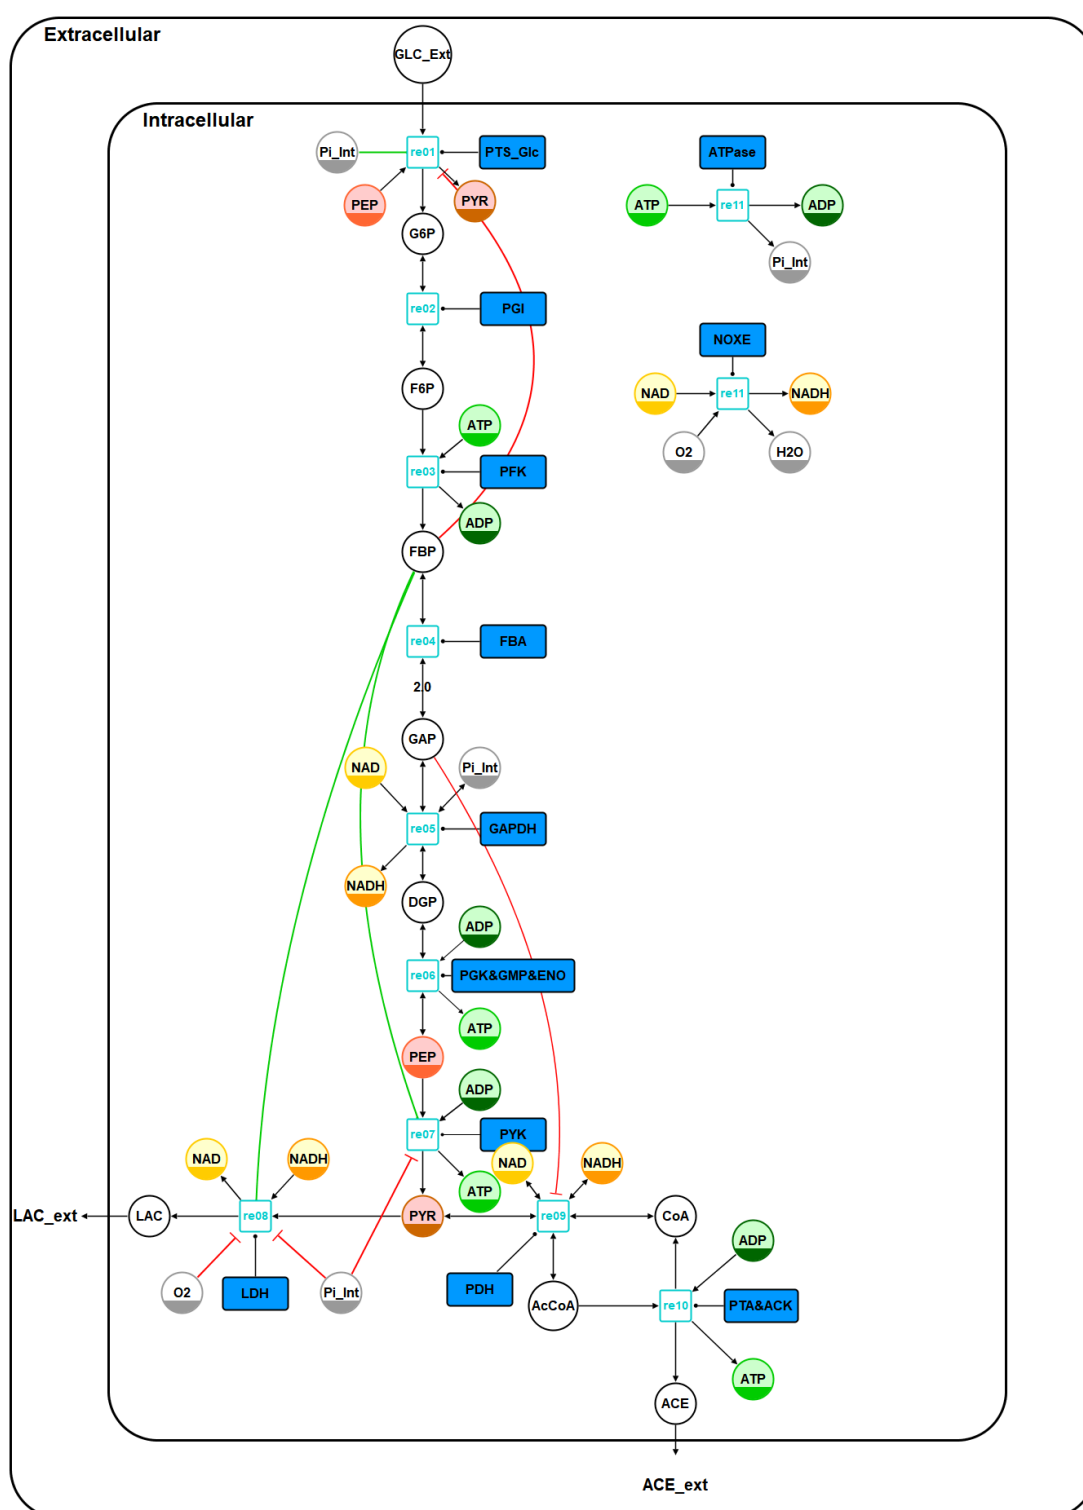 Extracellular
GLC_Ext
Intracellular
Pi_Int
re01
PTS_Glc
ATPase
PEP
PYR
ATP
re11
ADP
G6P
Pi_Int
re02
PGI
NOXE
F6P
NAD
re11
NADH
ATP
O2
H2O
re03
PFK
ADP
FBP
re04
FBA
2.0
GAP
NAD
Pi_Int
re05
GAPDH
NADH
DGP
ADP
re06
PGK&GMP&ENO
ATP
PEP
ADP
re07
PYK
NAD
NADH
NAD
NADH
ATP
LAC_ext
LAC
re08
PYR
re09
CoA
ADP
O2
LDH
Pi_Int
PDH
AcCoA
re10
PTA&ACK
ATP
ACE
ACE_ext